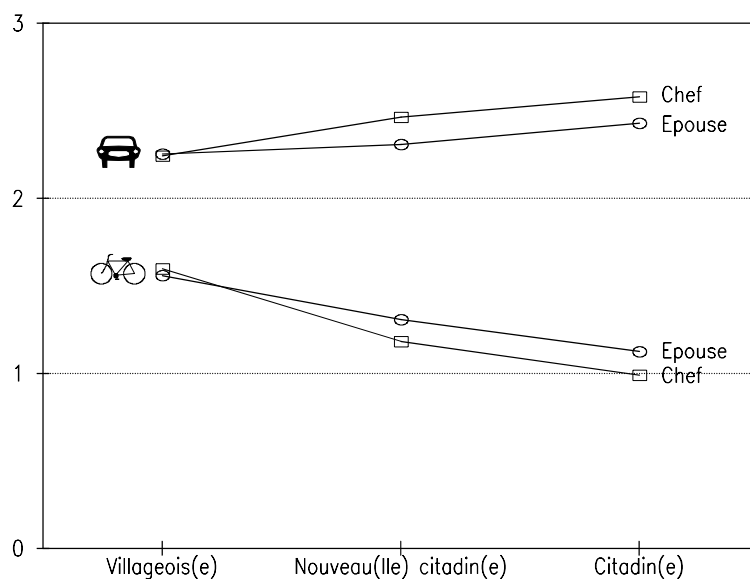 3
Chef
Epouse
2
Epouse
1
Chef
0
Villageois(e) Nouveau(lle) citadin(e) Citadin(e)